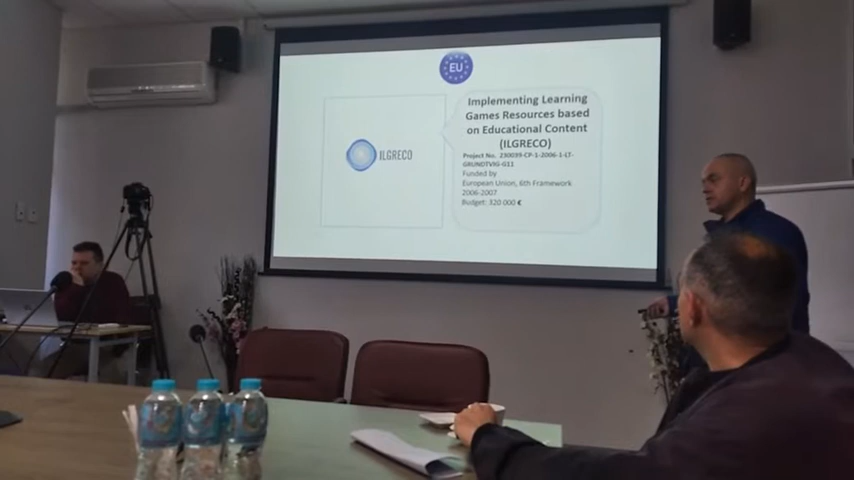 EU
ILGRECO
Implementing Learning
Games Resources based
on Educational Content
(ILGRECO)
Project No. 230039-CP-1-2006-1-LT-
GRUNDTVIG-G11
Funded by
European Union, 6th Framework
2006-2007
Budget: 320 000 €